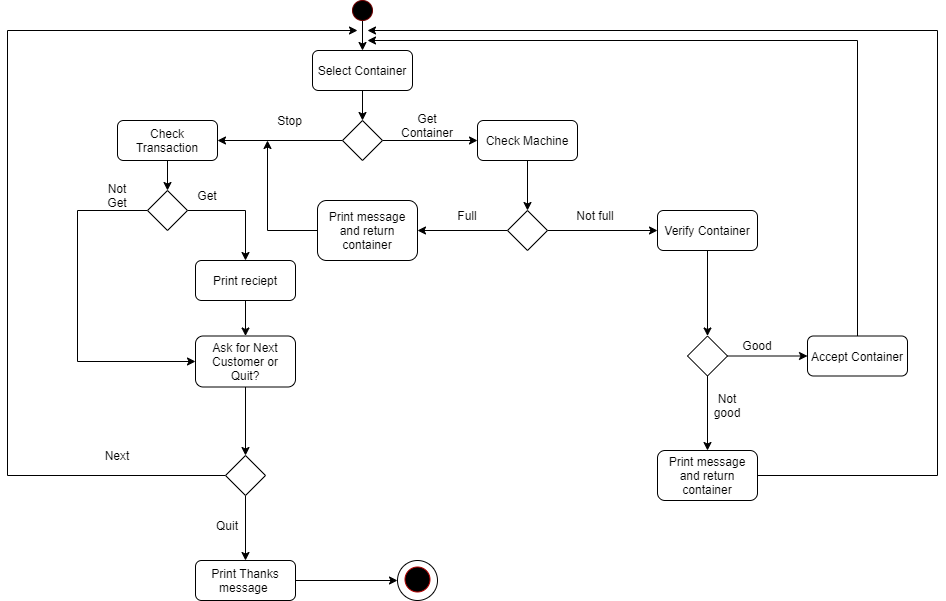 Select Container
Stop
Get
Container
Check
Transaction
Check Machine
Not
Get
Get
Print message
and return
container
Full
Not full
Verify Container
Print reciept
Ask for Next
Customer or
Quit?
Good
Accept Container
Not
good
Next
Print message
and return
container
Quit
Print Thanks
message